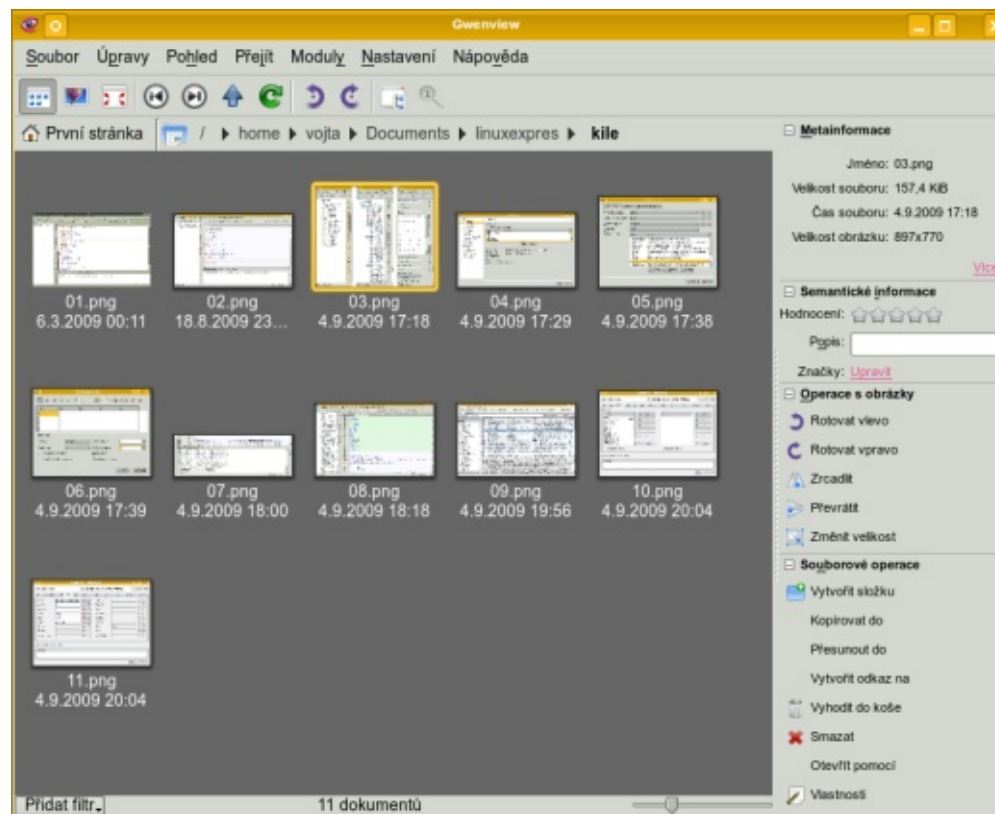 Gwenview
Soubor Úpravy Pohled Přejít Moduly Nastavení Nápověda
První stránka / home vojta Documents linuxexpres kile
01.png
6.3.2009 00:11
02.png
18.8.2009 23...
03.png
4.9.2009 17:18
04.png
4.9.2009 17:29
05.png
4.9.2009 17:38
06.png
4.9.2009 17:39
07.png
4.9.2009 18:00
08.png
4.9.2009 18:18
09.png
4.9.2009 19:56
10.png
4.9.2009 20:04
11.png
4.9.2009 20:04
Přidat filtr
11 dokumentů
Metainformace
Jméno: 03.png
Velikost souboru: 157,4 KiB
Čas souboru: 4.9.2009 17:18
Velikost obrázku: 897x770
Více
Semantické informace
Hodnocení:
Popis:
Značky: Upravit
Operace s obrázky
Rotovat vlevo
Rotovat vpravo
Zrcadlit
Převrátit
Změnit velikost
Souborové operace
Vytvořit složku
Kopírovat do
Přesunout do
Vytvořit odkaz na
Vyhodit do koše
Smazat
Otevřít pomocí
Vlastnosti